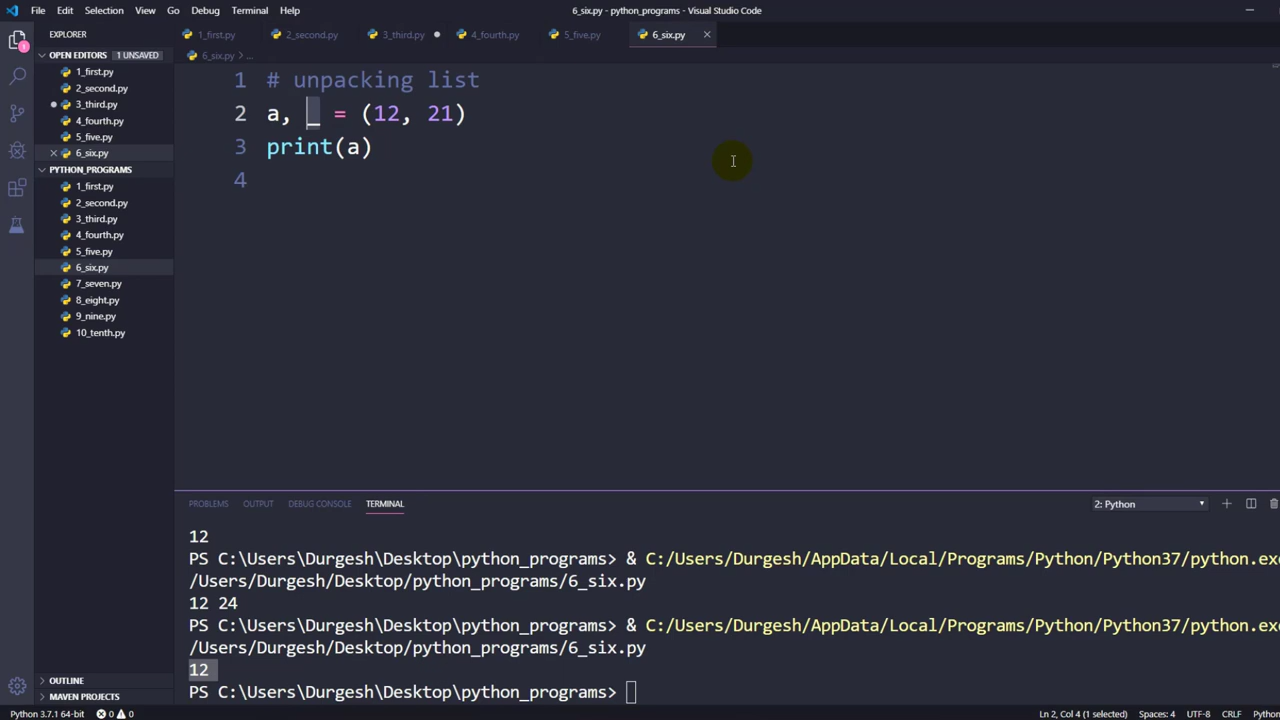 File Edit Selection View Go Debug Terminal Help
6_six.py - python_programs - Visual Studio Code
EXPLORER
1_first.py
2_second.py
3_third.py
4_fourth.py
5_five.py
6_six.py
OPEN EDITORS 1 UNSAVED
1_first.py
2_second.py
3_third.py
4_fourth.py
5_five.py
6_six.py
PYTHON_PROGRAMS
1_first.py
2_second.py
3_third.py
4_fourth.py
5_five.py
6_six.py
7_seven.py
8_eight.py
9_nine.py
10_tenth.py
OUTLINE
MAVEN PROJECTS
6_six.py > ...
1 # unpacking list
2 a, _ = (12, 21)
3 print(a)
4
PROBLEMS OUTPUT DEBUG CONSOLE TERMINAL
2: Python
12
PS C:\Users\Durgesh\Desktop\python_programs> & C:/Users/Durgesh/AppData/Local/Programs/Python/Python37/python.exe
/Users/Durgesh/Desktop/python_programs/6_six.py
12 24
PS C:\Users\Durgesh\Desktop\python_programs> & C:/Users/Durgesh/AppData/Local/Programs/Python/Python37/python.exe
/Users/Durgesh/Desktop/python_programs/6_six.py
12
PS C:\Users\Durgesh\Desktop\python_programs>
Python 3.7.1 64-bit 0 0
Ln 2, Col 4 (1 selected) Spaces: 4 UTF-8 CRLF Python